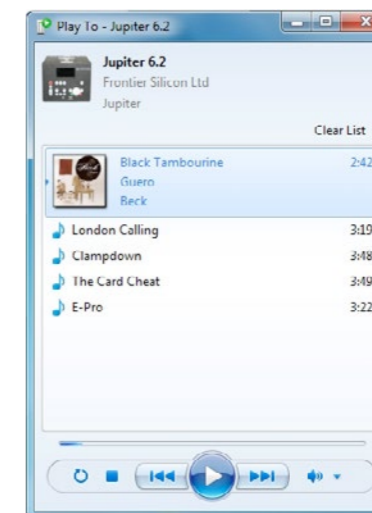 Play To - Jupiter 6.2
Jupiter 6.2
Frontier Silicon Ltd
Jupiter
Clear List
Black Tambourine 2:42
Guero
Beck
London Calling 3:19
Clampdown 3:48
The Card Cheat 3:49
E-Pro 3:22